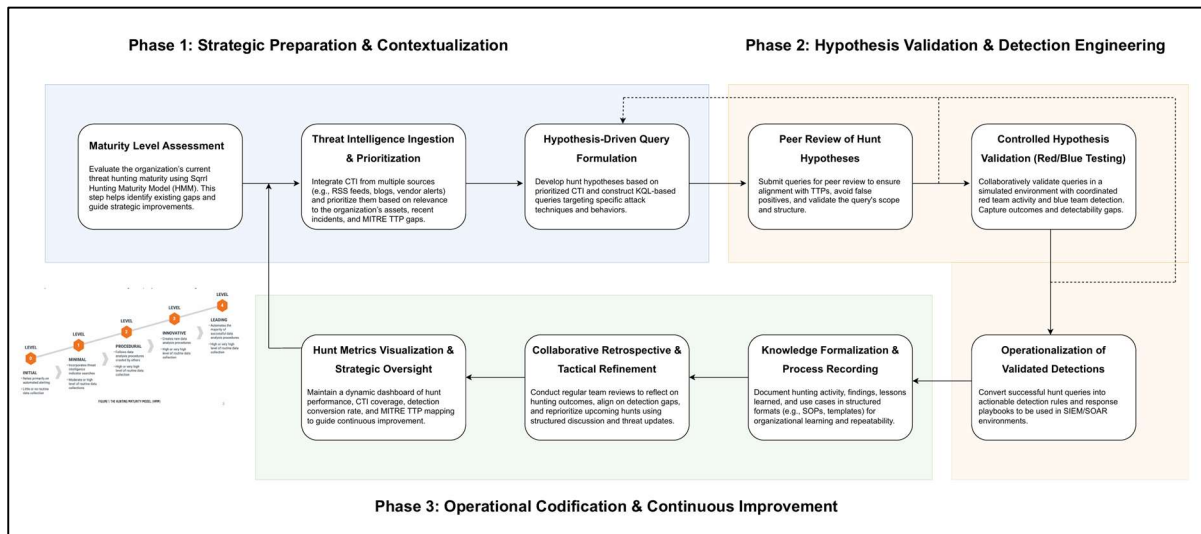 Phase 1: Strategic Preparation & Contextualization
Phase 2: Hypothesis Validation & Detection Engineering
Maturity Level Assessment
Evaluate the organization's current
threat hunting maturity using Sqrrl
Hunting Maturity Model (HMM). This
step helps identify existing gaps and
guide strategic improvements.
Threat Intelligence Ingestion
& Prioritization
Integrate CTI from multiple sources
(e.g., RSS feeds, blogs, vendor alerts)
and prioritize them based on relevance
to the organization's assets, recent
incidents, and MITRE TTP gaps.
Hypothesis-Driven Query
Formulation
Develop hunt hypotheses based on
prioritized CTI and construct KQL-based
queries targeting specific attack
techniques and behaviors.
Peer Review of Hunt
Hypotheses
Submit queries for peer review to ensure
alignment with TTPs, avoid false
positives, and validate the query's scope
and structure.
Controlled Hypothesis
Validation (Red/Blue Testing)
Collaboratively validate queries in a
simulated environment with coordinated
red team activity and blue team detection.
Capture outcomes and detectability gaps.
LEVEL
0
INITIAL
LEVEL
1
MINIMAL
LEVEL
2
PROCEDURAL
LEVEL
3
INNOVATIVE
LEVEL
4
LEADING
Hunt Metrics Visualization &
Strategic Oversight
Maintain a dynamic dashboard of hunt
performance, CTI coverage, detection
conversion rate, and MITRE TTP mapping
to guide continuous improvement.
Collaborative Retrospective &
Tactical Refinement
Conduct regular team reviews to reflect on
hunting outcomes, align on detection gaps,
and reprioritize upcoming hunts using
structured discussion and threat updates.
Knowledge Formalization &
Process Recording
Document hunting activity, findings, lessons
learned, and use cases in structured
formats (e.g., SOPs, templates) for
organizational learning and repeatability.
Operationalization of
Validated Detections
Convert successful hunt queries into
actionable detection rules and response
playbooks to be used in SIEM/SOAR
environments.
Phase 3: Operational Codification & Continuous Improvement